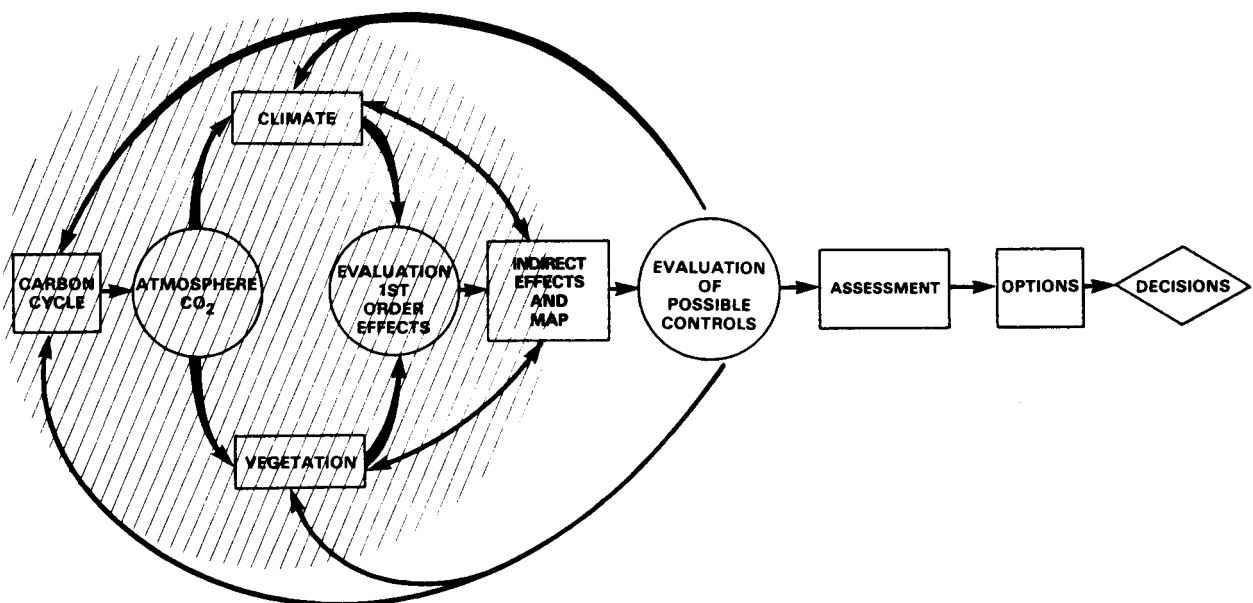 CLIMATE
CARBON
CYCLE
ATMOSPHERE
CO2
EVALUATION
1ST
ORDER
EFFECTS
INDIRECT
EFFECTS
AND
MAP
EVALUATION
OF
POSSIBLE
CONTROLS
ASSESSMENT
OPTIONS
DECISIONS
VEGETATION